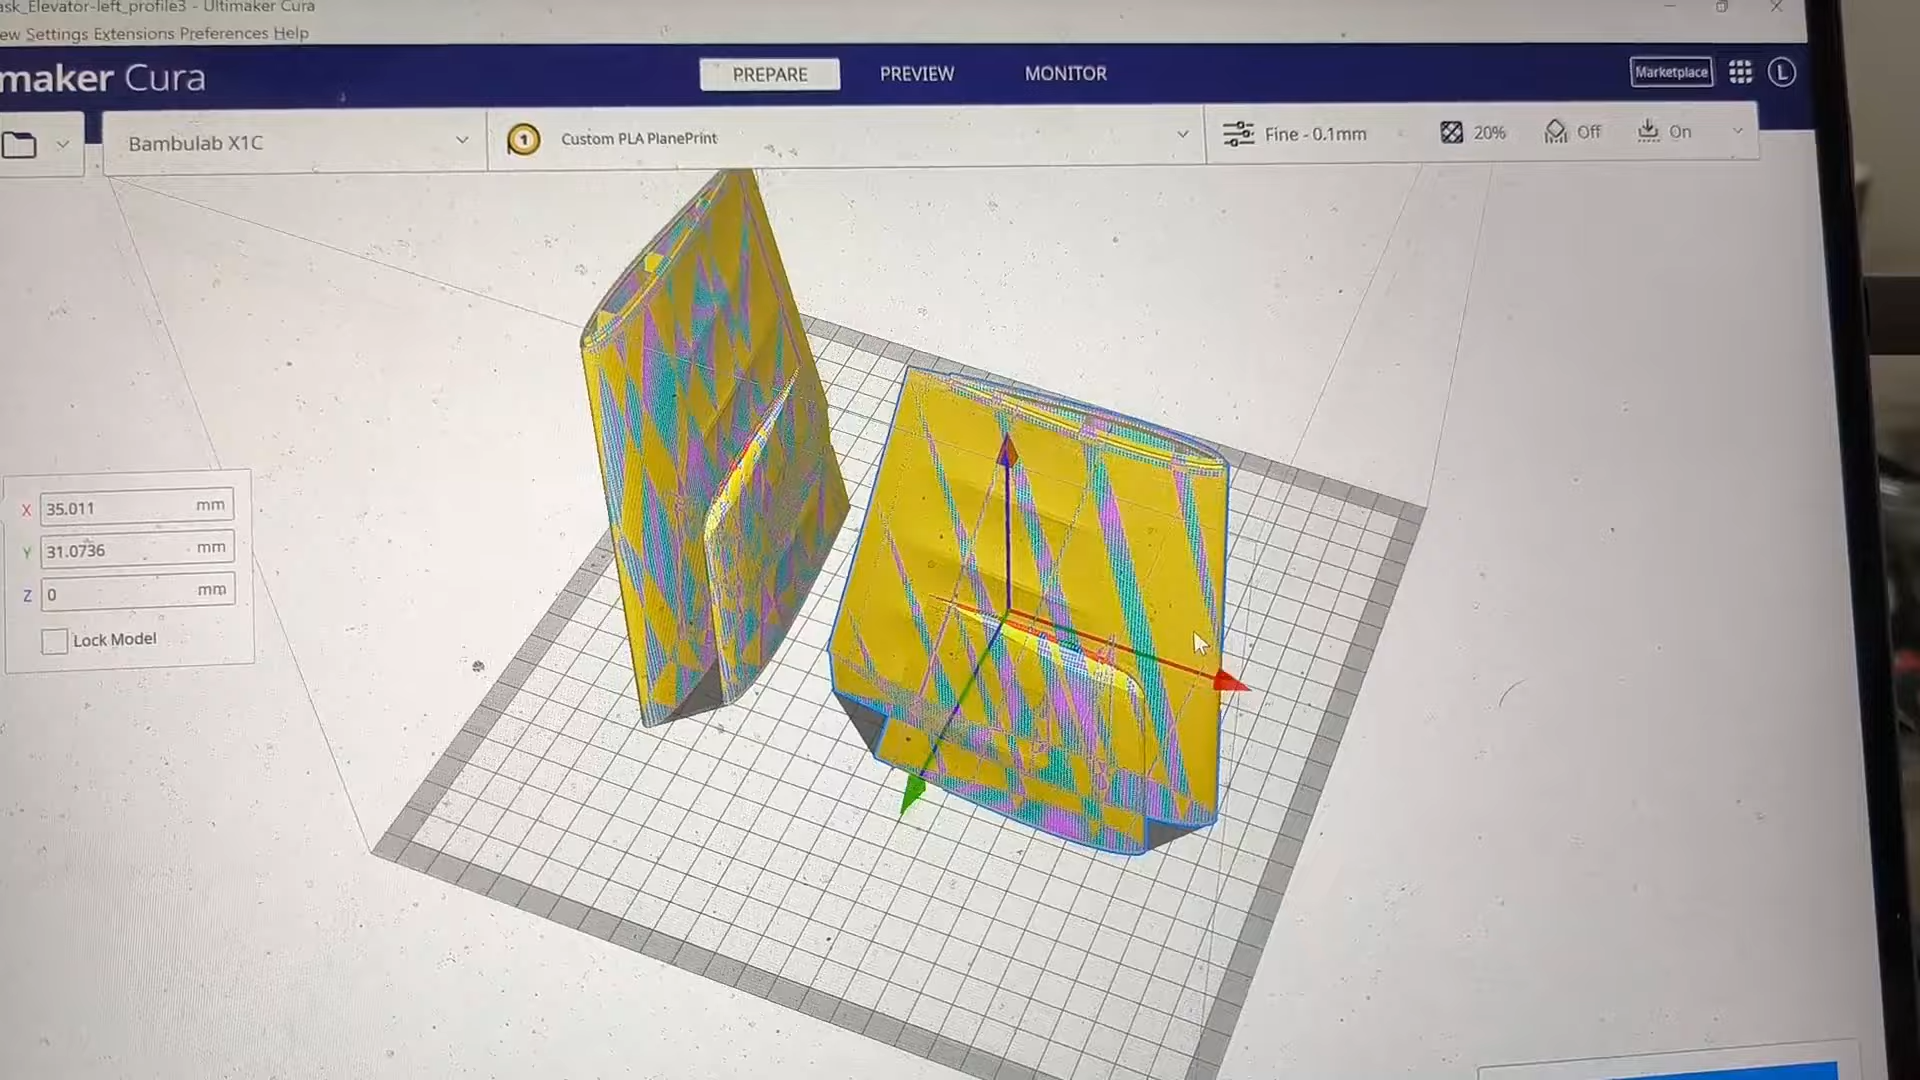 ask_Elevator-left_profile3 - Ultimaker Cura
ew Settings Extensions Preferences Help
maker Cura
PREPARE
PREVIEW
MONITOR
Marketplace
L
Bambulab X1C
1
Custom PLA PlanePrint
Fine - 0.1mm
20%
Off
On
X 35.011 mm
Y 31.0736 mm
Z 0 mm
Lock Model